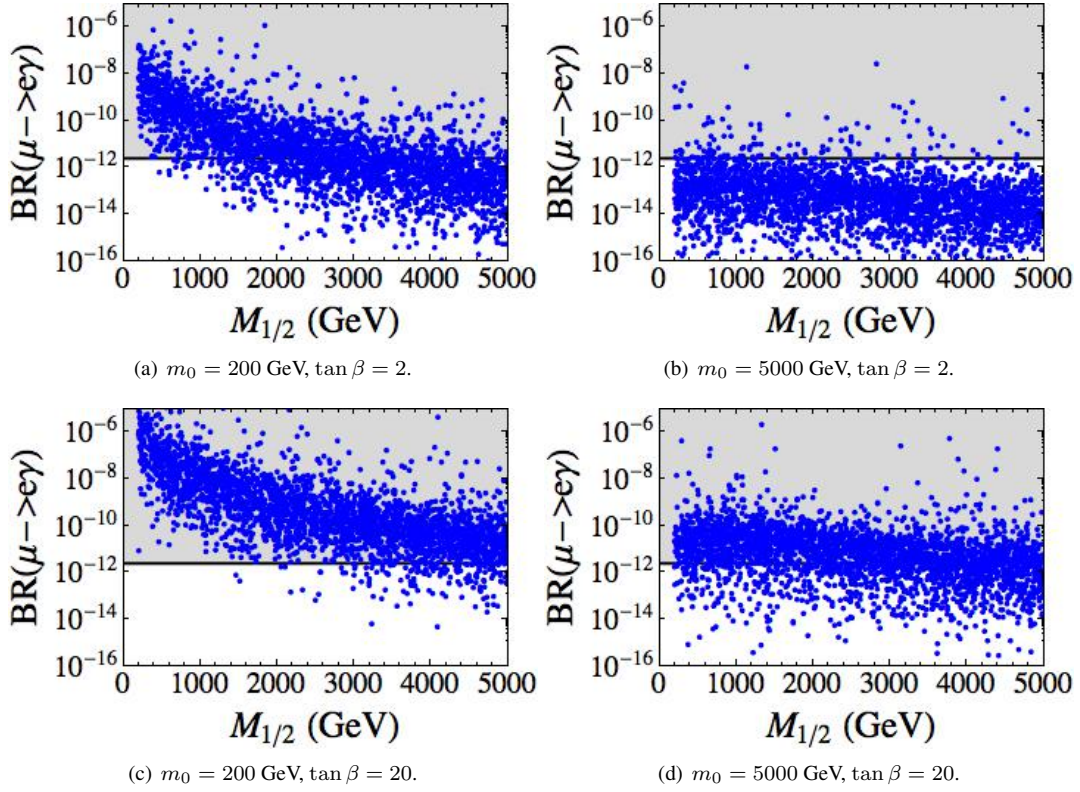 10⁻⁶
10⁻⁸
10⁻¹⁰
10⁻¹²
10⁻¹⁴
10⁻¹⁶
BR(μ−>eγ)
0 1000 2000 3000 4000 5000
M1/2 (GeV)
(a) m0 = 200 GeV, tan β = 2.
10⁻⁶
10⁻⁸
10⁻¹⁰
10⁻¹²
10⁻¹⁴
10⁻¹⁶
BR(μ−>eγ)
0 1000 2000 3000 4000 5000
M1/2 (GeV)
(b) m0 = 5000 GeV, tan β = 2.
10⁻⁶
10⁻⁸
10⁻¹⁰
10⁻¹²
10⁻¹⁴
10⁻¹⁶
BR(μ−>eγ)
0 1000 2000 3000 4000 5000
M1/2 (GeV)
(c) m0 = 200 GeV, tan β = 20.
10⁻⁶
10⁻⁸
10⁻¹⁰
10⁻¹²
10⁻¹⁴
10⁻¹⁶
BR(μ−>eγ)
0 1000 2000 3000 4000 5000
M1/2 (GeV)
(d) m0 = 5000 GeV, tan β = 20.